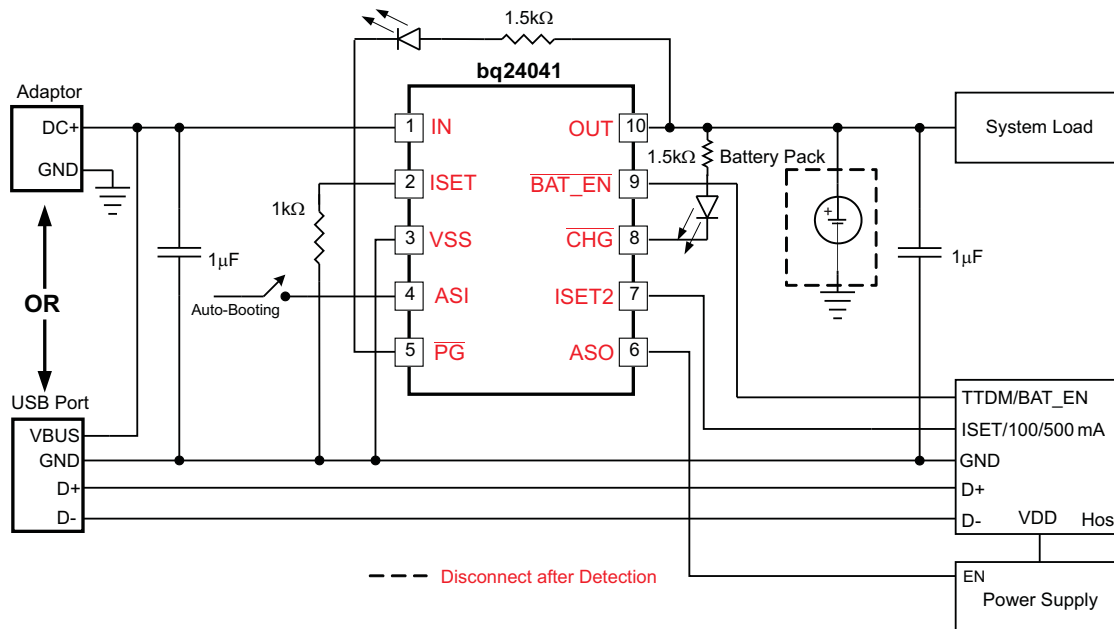 1.5kΩ
bq24041
Adaptor
DC+
GND
1 IN
OUT 10
System Load
1.5kΩ
Battery Pack
2 ISET
BAT_EN 9
1kΩ
+
3 VSS
CHG 8
1μF
1μF
OR
Auto-Booting
4 ASI
ISET2 7
5 PG
ASO 6
USB Port
VBUS
GND
D+
D-
TTDM/BAT_EN
ISET/100/500 mA
GND
D+
D-
VDD
Hos
Disconnect after Detection
EN
Power Supply